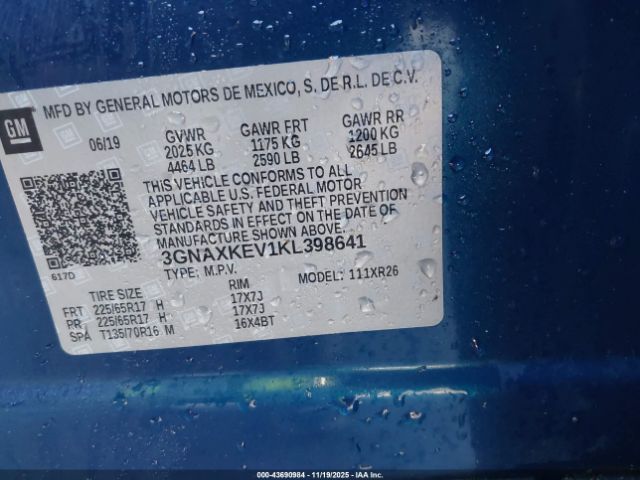 MFD BY GENERAL MOTORS DE MEXICO, S. DE R.L. DE C.V.
GM
06/19 GVWR GAWR FRT GAWR RR
2025 KG 1175 KG 1200 KG
4464 LB 2590 LB 2645 LB
THIS VEHICLE CONFORMS TO ALL
APPLICABLE U.S. FEDERAL MOTOR
VEHICLE SAFETY AND THEFT PREVENTION
STANDARDS IN EFFECT ON THE DATE OF
MANUFACTURE SHOWN ABOVE.
617D
3GNAXKEV1KL398641
TYPE: M.P.V. MODEL: 111XR26
TIRE SIZE RIM
FRT 225/65R17 H 17X7J
RR 225/65R17 H 17X7J
SPA T135/70R16 M 16X4BT
000-43690984 - 11/19/2025 - IAA Inc.